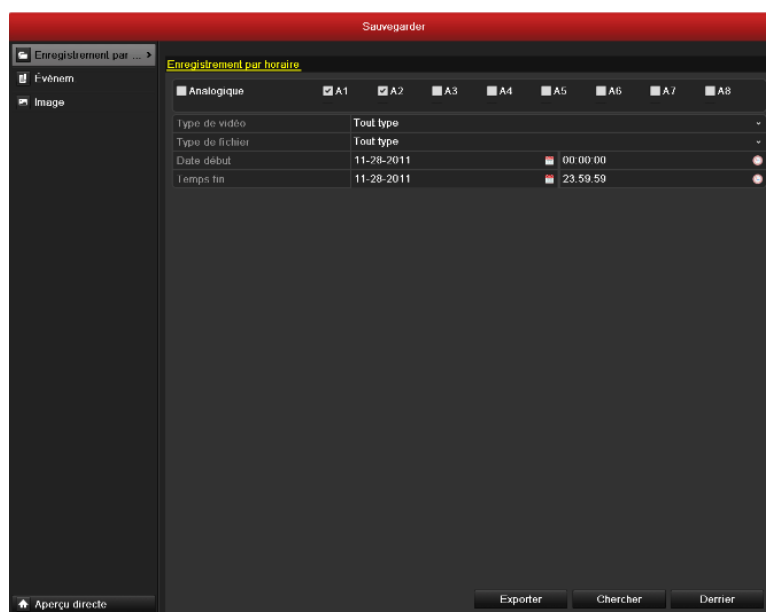 Sauvegarder
Enregistrement par ... >
Évènem
Image
Enregistrement par horaire
Analogique A1 A2 A3 A4 A5 A6 A7 A8
Type de vidéo Tout type
Type de fichier Tout type
Date début 11-28-2011 00:00:00
Temps fin 11-28-2011 23:59:59
Exporter Chercher Derrier
Aperçu directe